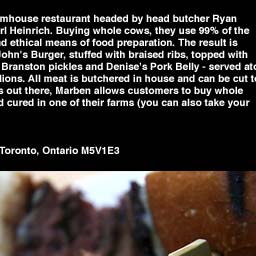 mhouse restaurant headed by head butcher Ryan
rl Heinrich. Buying whole cows, they use 99% of the
d ethical means of food preparation. The result is
John's Burger, stuffed with braised ribs, topped with
Branston pickles and Denise's Pork Belly - served ato
lions. All meat is butchered in house and can be cut to
s out there, Marben allows customers to buy whole
d cured in one of their farms (you can also take your
Toronto, Ontario M5V1E3